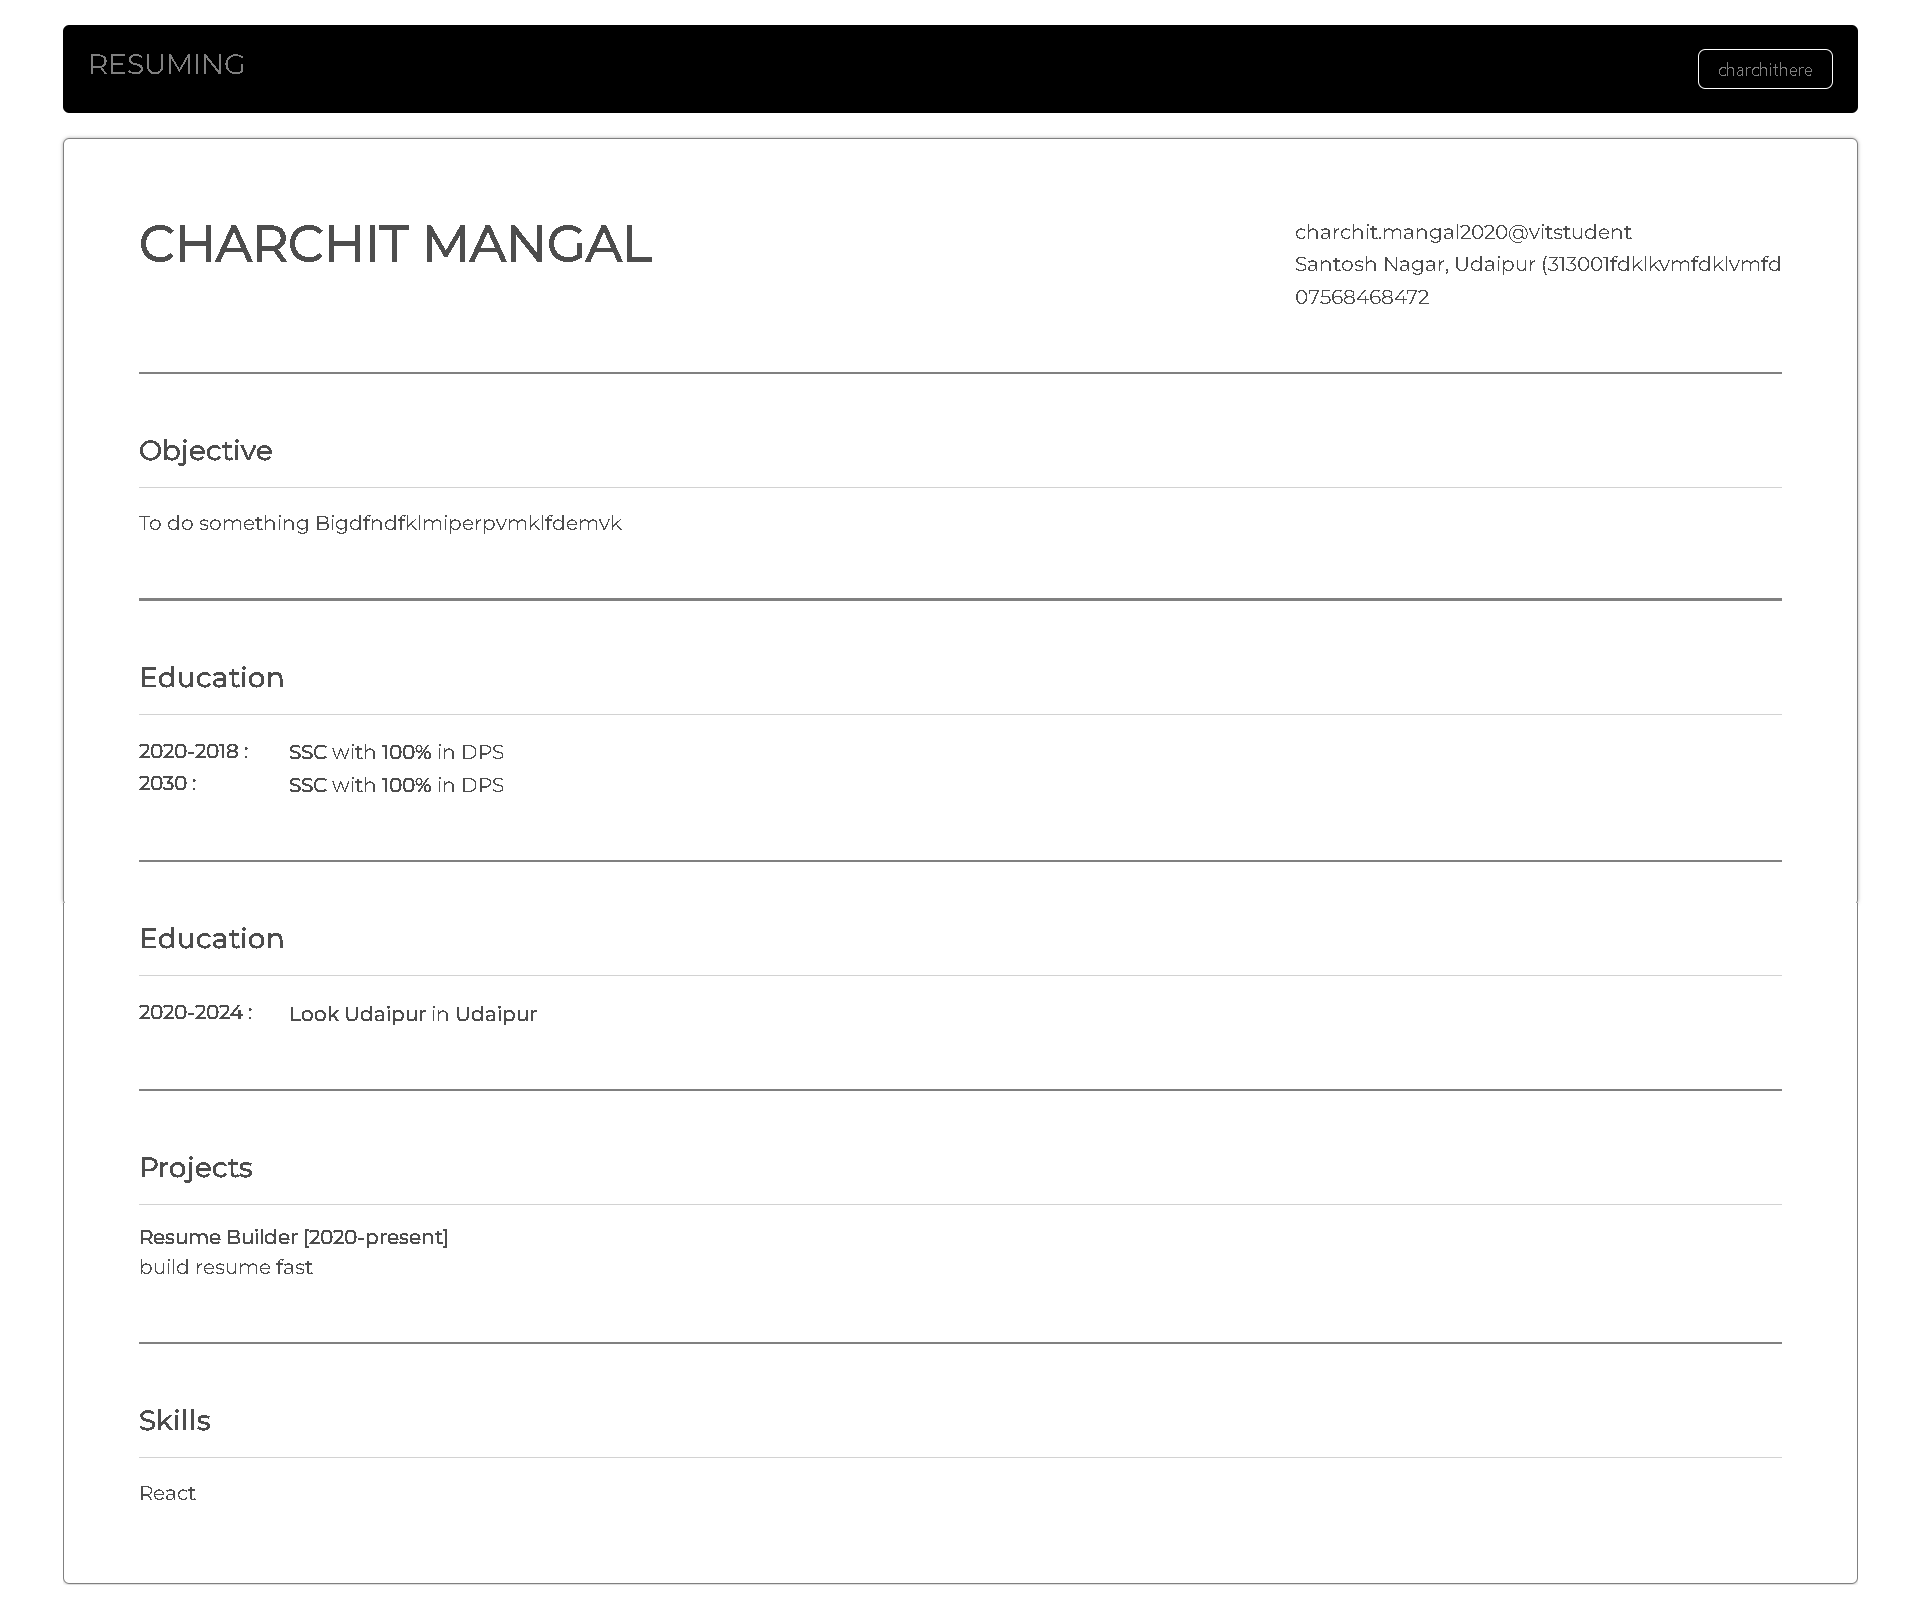 RESUMING
charchithere
CHARCHIT MANGAL
charchit.mangal2020@vitstudent
Santosh Nagar, Udaipur (313001fdklkvmfdklvmfd
07568468472
Objective
To do something Bigdfndfklmiperpvmklfdemvk
Education
2020-2018 : SSC with 100% in DPS
2030 : SSC with 100% in DPS
Education
2020-2024 : Look Udaipur in Udaipur
Projects
Resume Builder [2020-present]
build resume fast
Skills
React